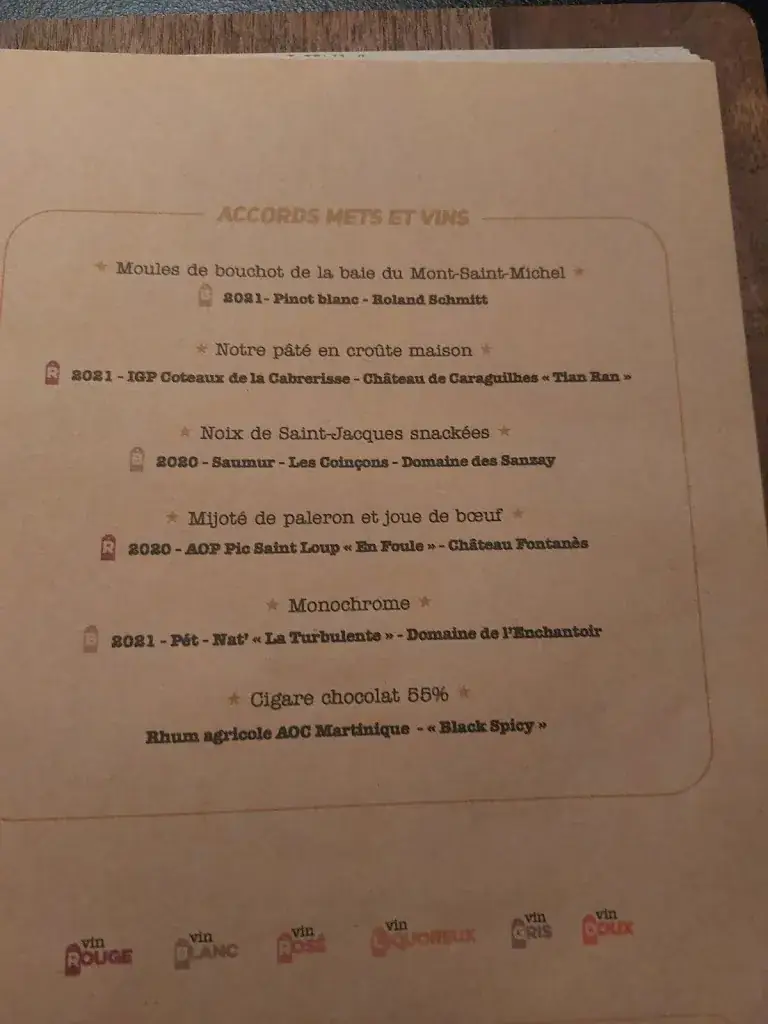 ACCORDS METS ET VINS
Moules de bouchot de la baie du Mont-Saint-Michel
B 2021- Pinot blanc - Roland Schmitt
Notre pâté en croûte maison
R 2021 - IGP Coteaux de la Cabrerisse - Château de Caraguilhes « Tian Ran »
Noix de Saint-Jacques snackées
B 2020 - Saumur - Les Coinçons - Domaine des Sanzay
Mijoté de paleron et joue de bœuf
R 2020 - AOP Pic Saint Loup « En Foule » - Château Fontanès
Monochrome
B 2021 - Pét - Nat' « La Turbulente » - Domaine de l'Enchantoir
Cigare chocolat 55%
Rhum agricole AOC Martinique - « Black Spicy »
vin ROUGE vin BLANC vin ROSÉ vin LIQUOREUX vin GRIS vin DOUX